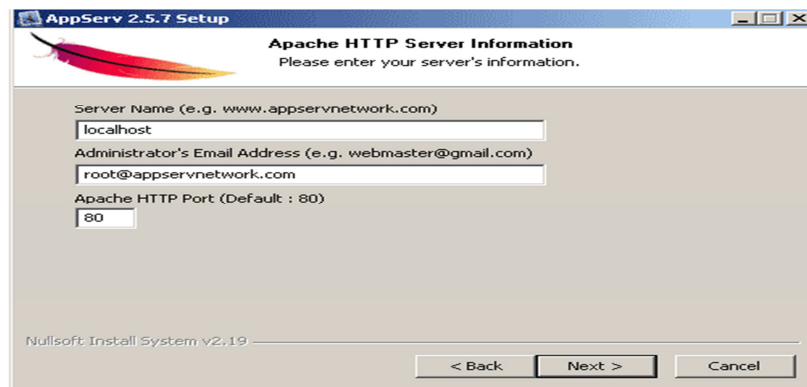 AppServ 2.5.7 Setup
Apache HTTP Server Information
Please enter your server's information.
Server Name (e.g. www.appservnetwork.com)
localhost
Administrator's Email Address (e.g. webmaster@gmail.com)
root@appservnetwork.com
Apache HTTP Port (Default : 80)
80
Nullsoft Install System v2.19
< Back Next > Cancel